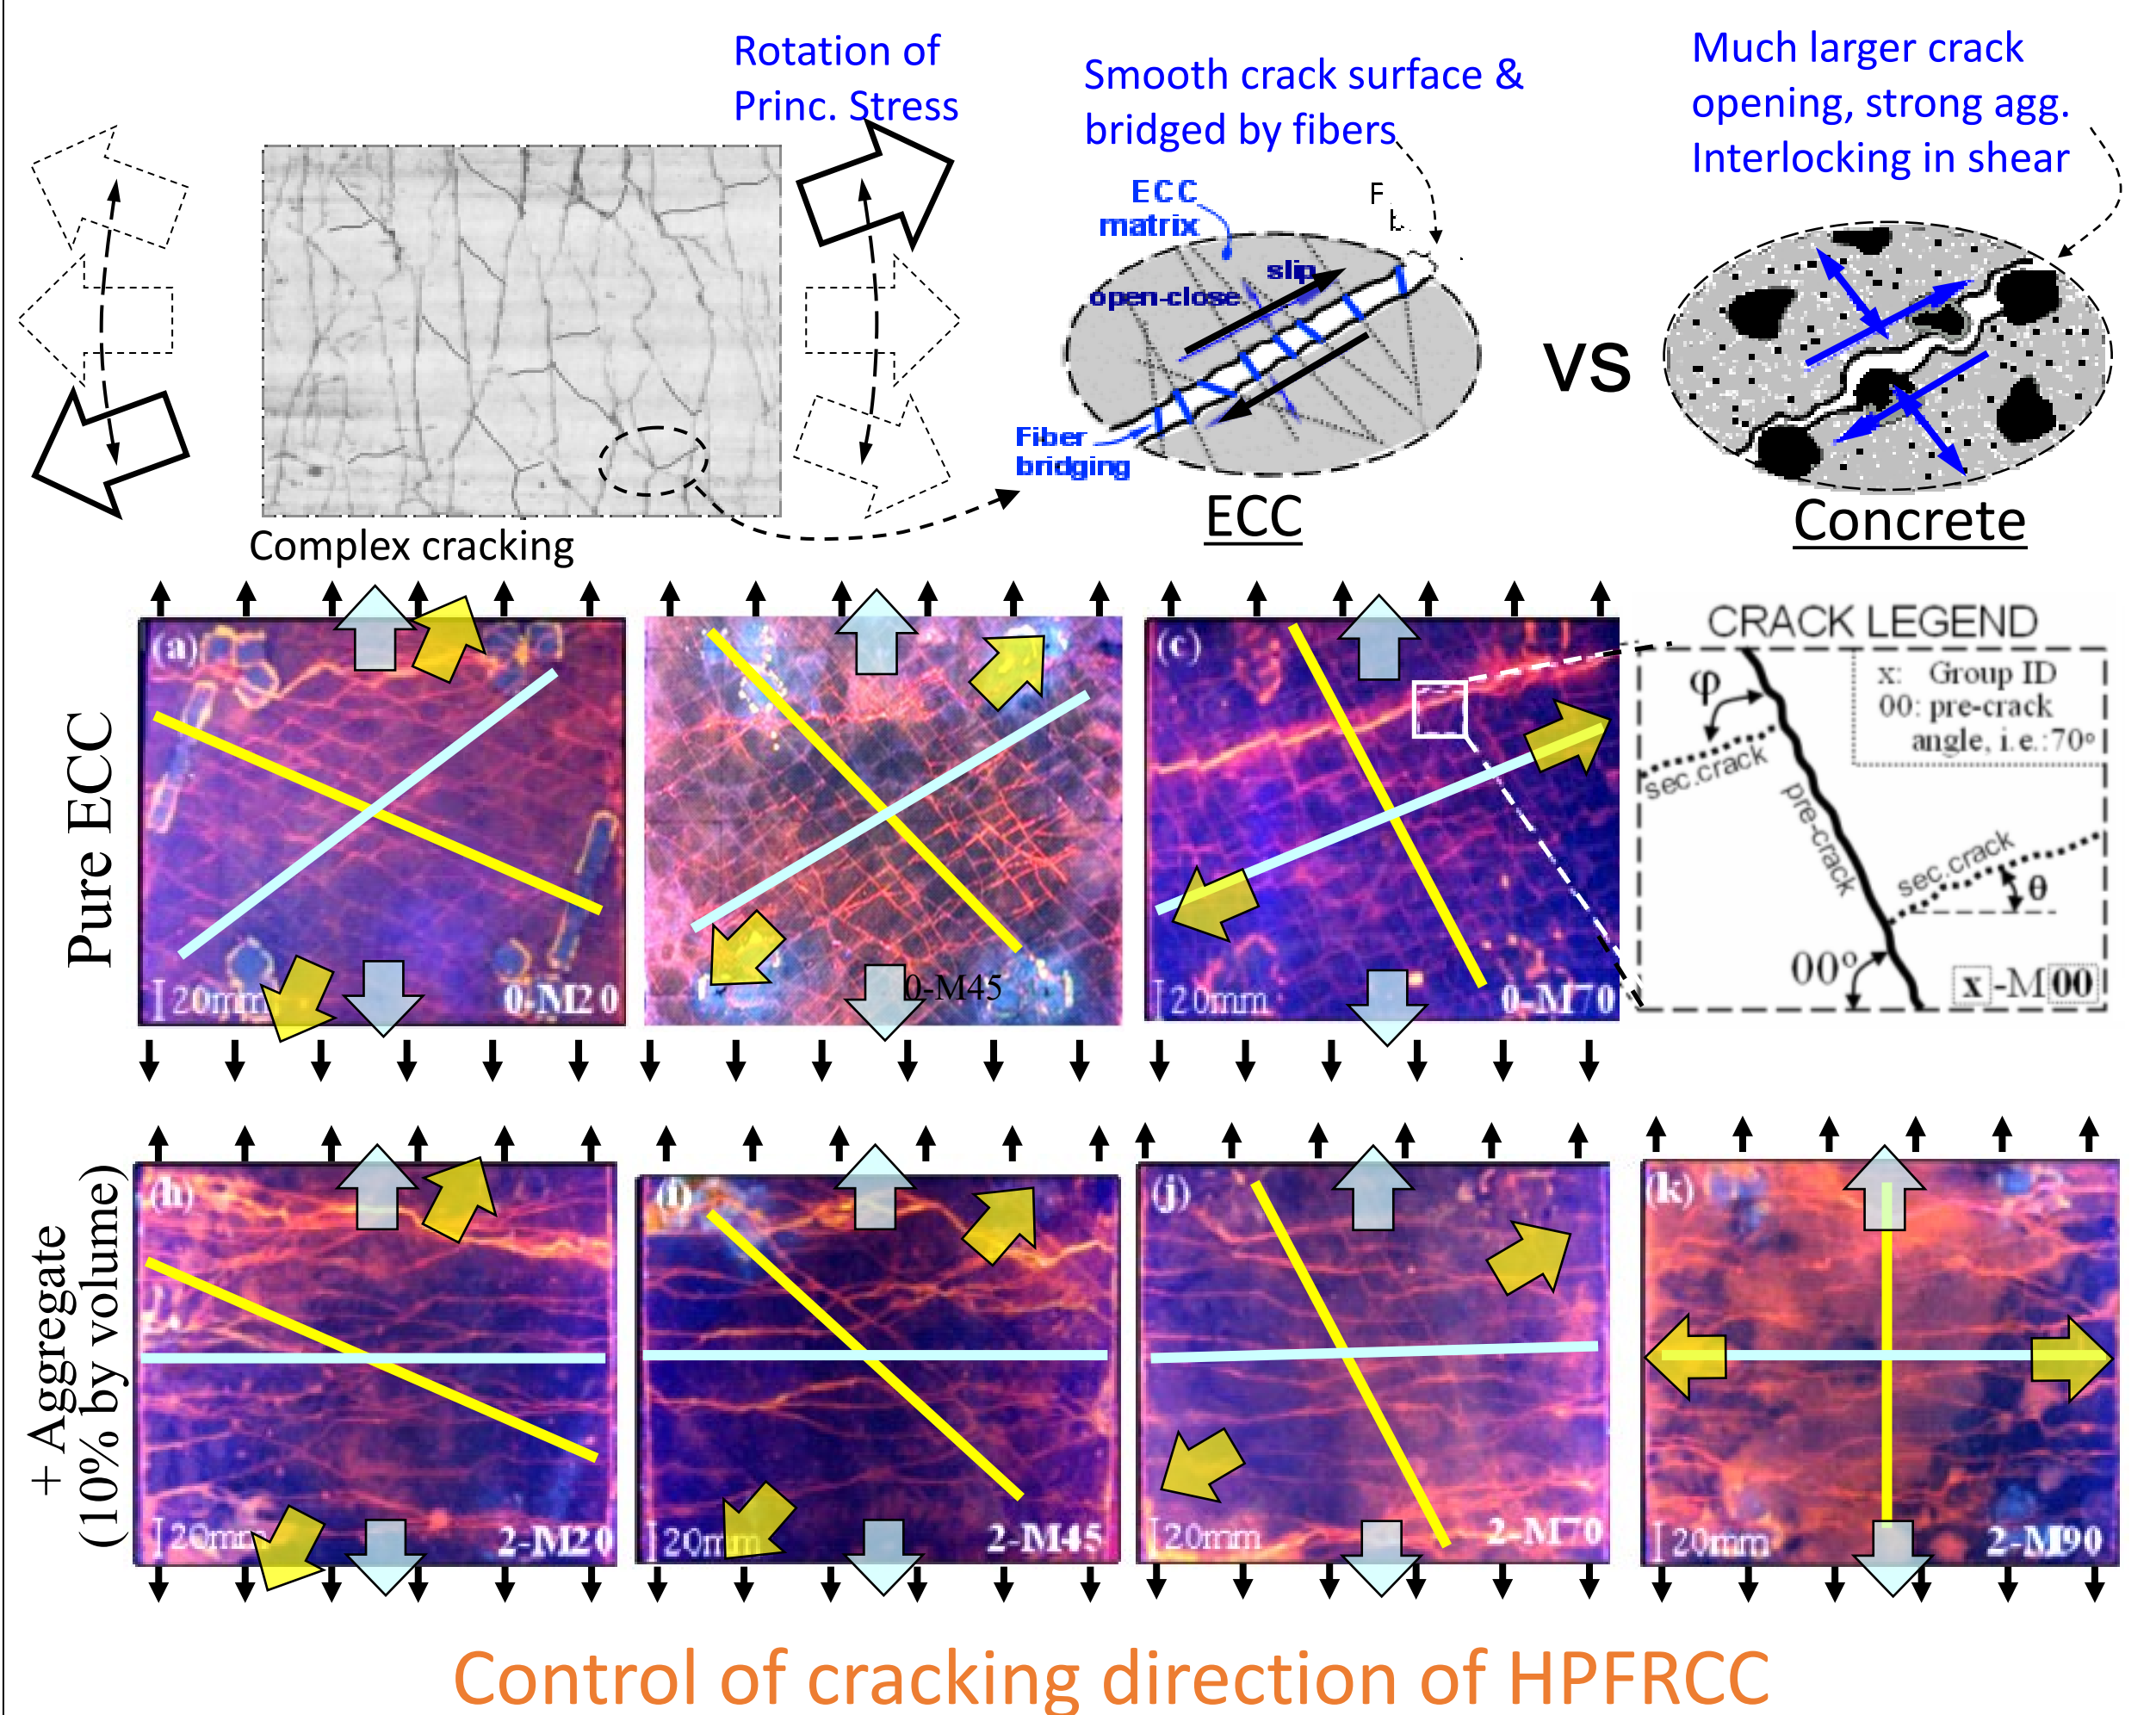 Rotation of
Princ. Stress
Smooth crack surface &
bridged by fibers
Much larger crack
opening, strong agg.
Interlocking in shear
ECC
matrix
F
slip
open-close
Fiber
bridging
vs
ECC
Concrete
Complex cracking
Pure ECC
(a)
20mm
0-M20
0-M45
(c)
20mm
0-M70
CRACK LEGEND
x: Group ID
00: pre-crack
angle, i.e.:70°
φ
sec.crack
pre-crack
sec.crack
θ
00°
x-M00
+ Aggregate
(10% by volume)
(h)
20mm
2-M20
(i)
20mm
2-M45
(j)
20mm
2-M70
(k)
20mm
2-M90
Control of cracking direction of HPFRCC